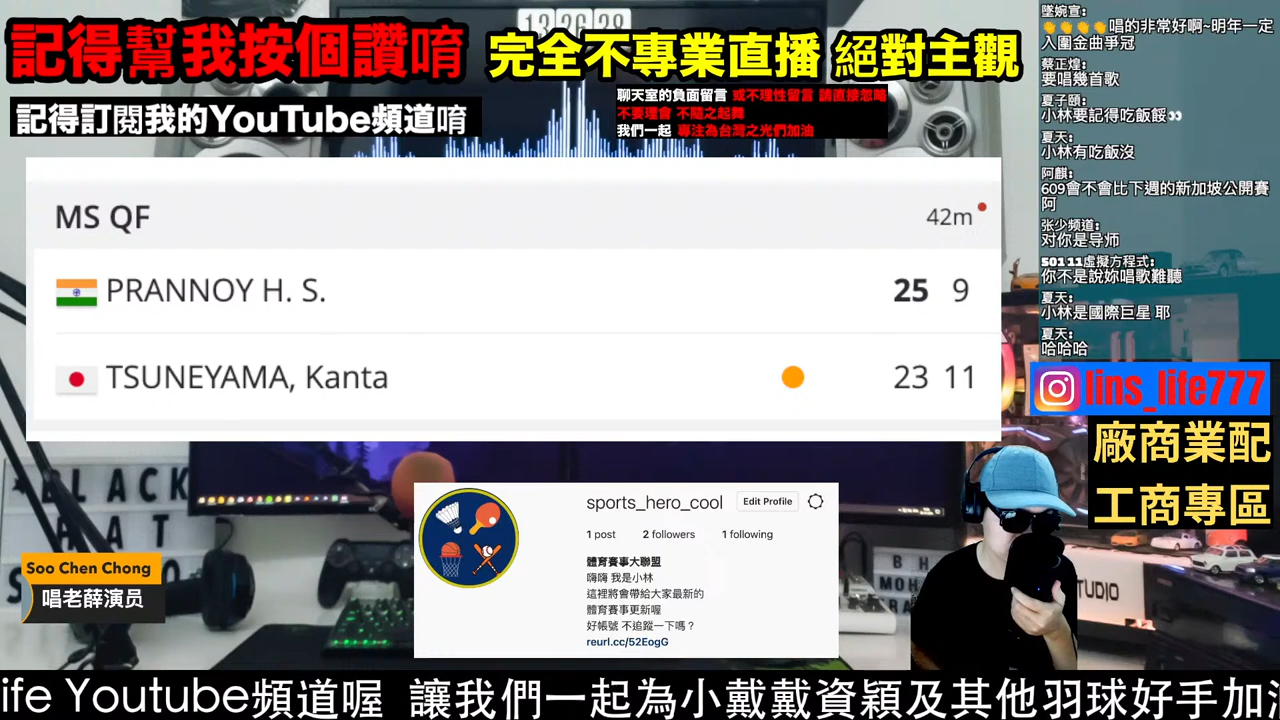 13 26 28
記得幫我按個讚唷
完全不專業直播 絕對主觀
記得訂閱我的YouTube頻道唷
聊天室的負面留言 或不理性留言 請直接忽略
不要理會 不隨之起舞
我們一起 專注為台灣之光們加油
MS QF
42m
PRANNOY H. S.
25 9
TSUNEYAMA, Kanta
23 11
墜婉宣:
👏👏👏👏唱的非常好啊~明年一定
入圍金曲爭冠
蔡正煌:
要唱幾首歌
夏子頤:
小林要記得吃飯餒👀
夏天:
小林有吃飯沒
阿麒:
609會不會比下週的新加坡公開賽
阿
张少频道:
对你是导师
501 11虛擬方程式:
你不是說妳唱歌難聽
夏天:
小林是國際巨星 耶
夏天:
哈哈哈
lins_life777
廠商業配
工商專區
BLACK
HAT
Soo Chen Chong
唱老薛演员
sports_hero_cool
Edit Profile
1 post 2 followers 1 following
體育賽事大聯盟
嗨嗨 我是小林
這裡將會帶給大家最新的
體育賽事更新喔
好帳號 不追蹤一下嗎？
reurl.cc/52EogG
BH
MOH
RA
TUDIO
ife Youtube頻道喔 讓我們一起為小戴戴資穎及其他羽球好手加